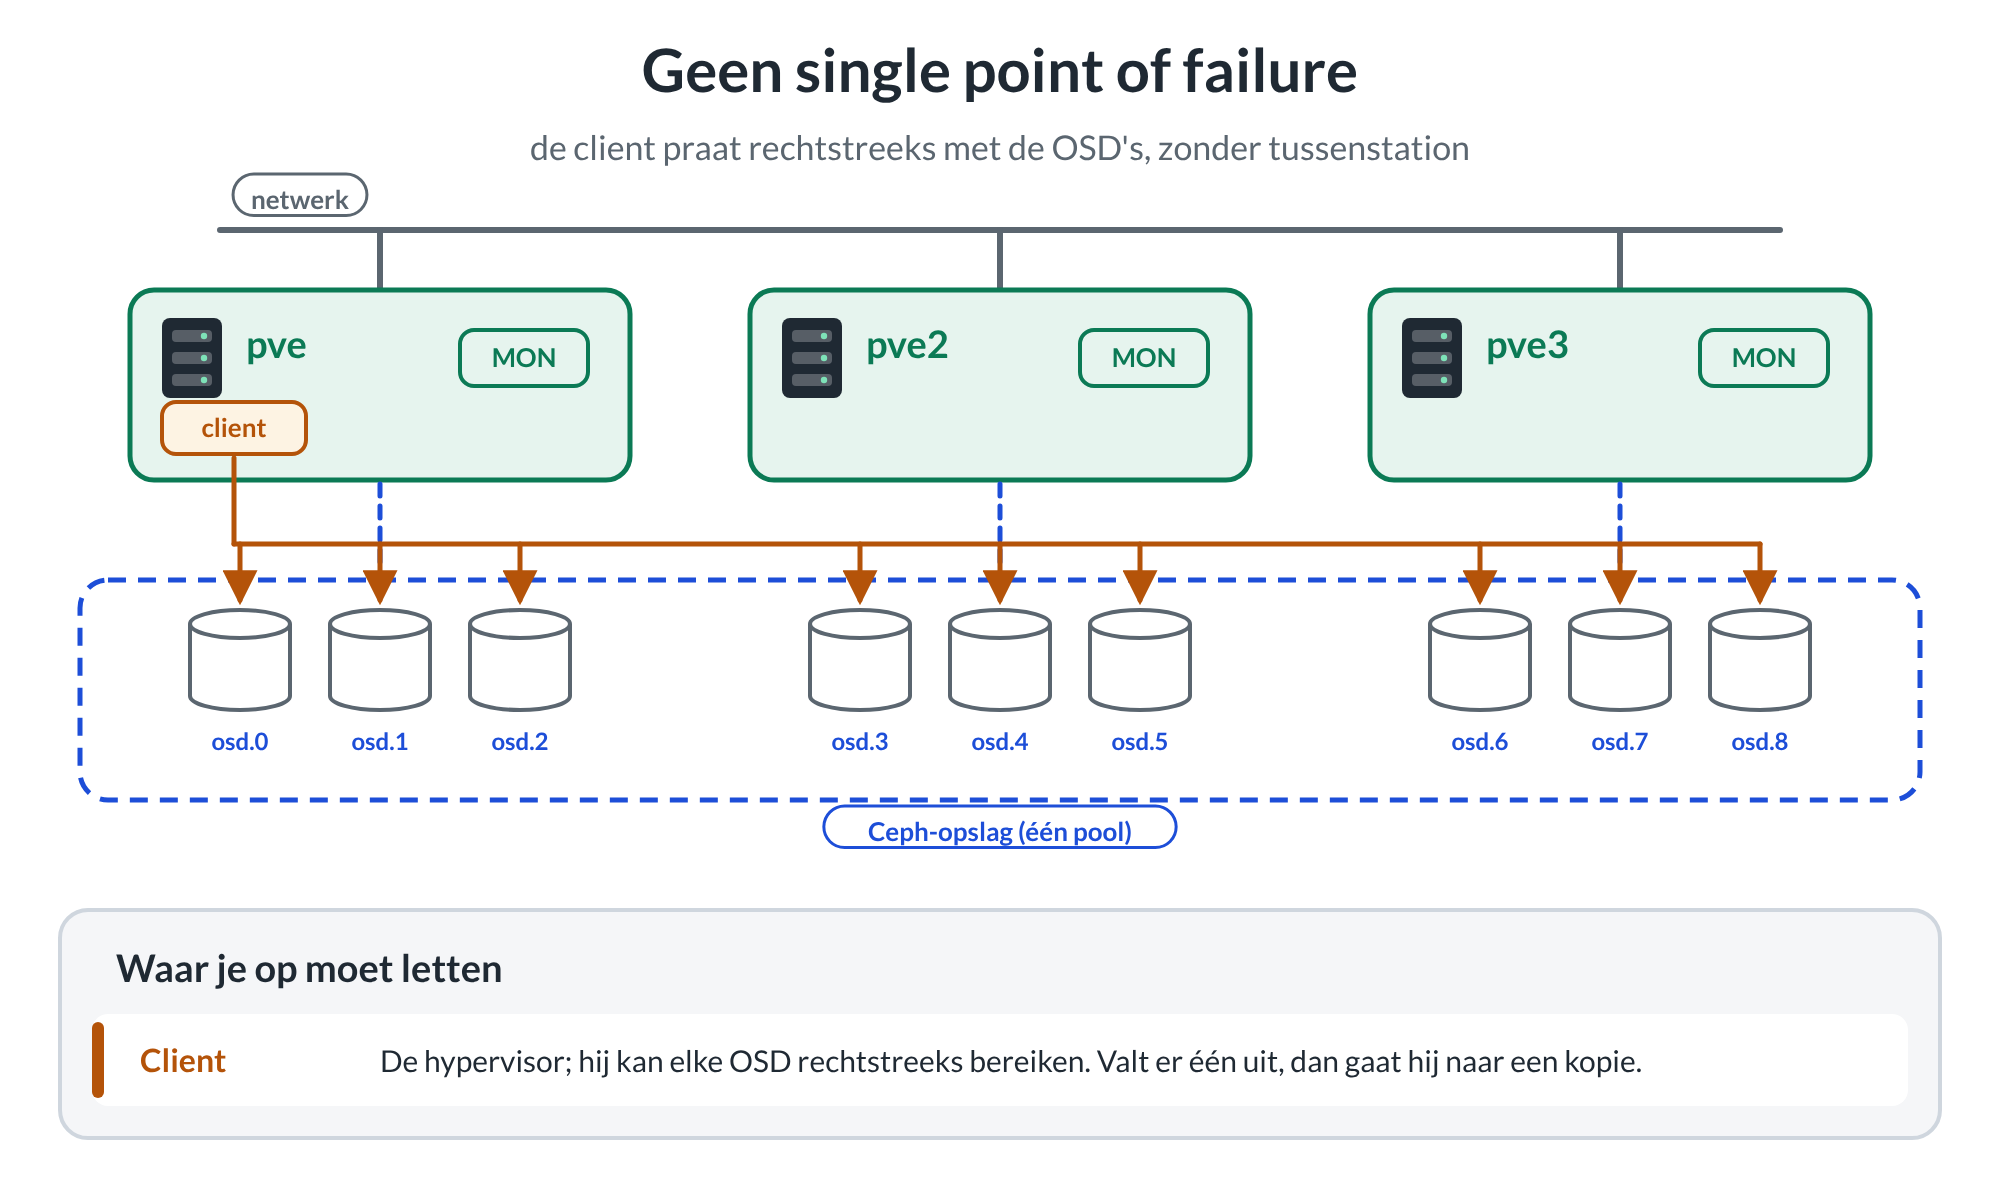 Geen single point of failure
de client praat rechtstreeks met de OSD's, zonder tussenstation
netwerk
pve
MON
pve2
MON
pve3
MON
client
osd.0
osd.1
osd.2
osd.3
osd.4
osd.5
osd.6
osd.7
osd.8
Ceph-opslag (één pool)
Waar je op moet letten
Client
De hypervisor; hij kan elke OSD rechtstreeks bereiken. Valt er één uit, dan gaat hij naar een kopie.